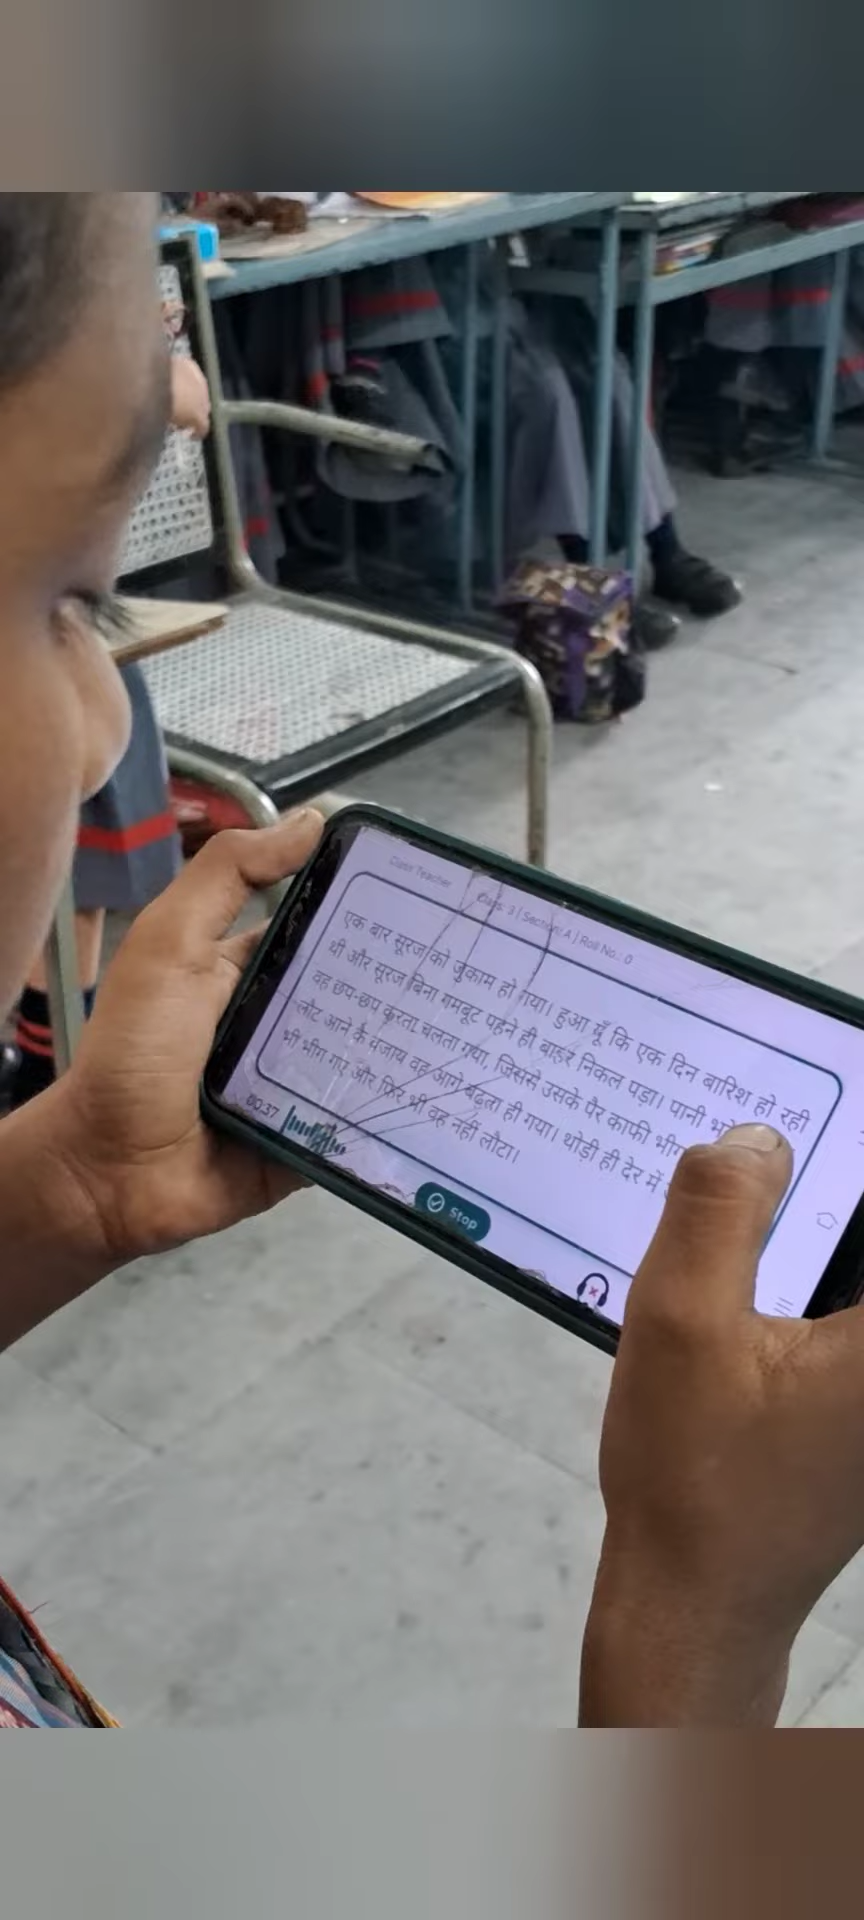 Class Teacher
Class: 3 | Section: A | Roll No.: 0
एक बार सूरज को जुकाम हो गया। हुआ यूँ कि एक दिन बारिश हो रही
थी और सूरज बिना गमबूट पहने ही बाहर निकल पड़ा। पानी
वह छप-छप करता चलता गया, जिससे उसके पैर काफी भीग
लौट आने के बजाय वह आगे बढ़ता ही गया। थोड़ी ही देर में
भी भीग गए और फिर भी वह नहीं लौटा।
00:37
Stop